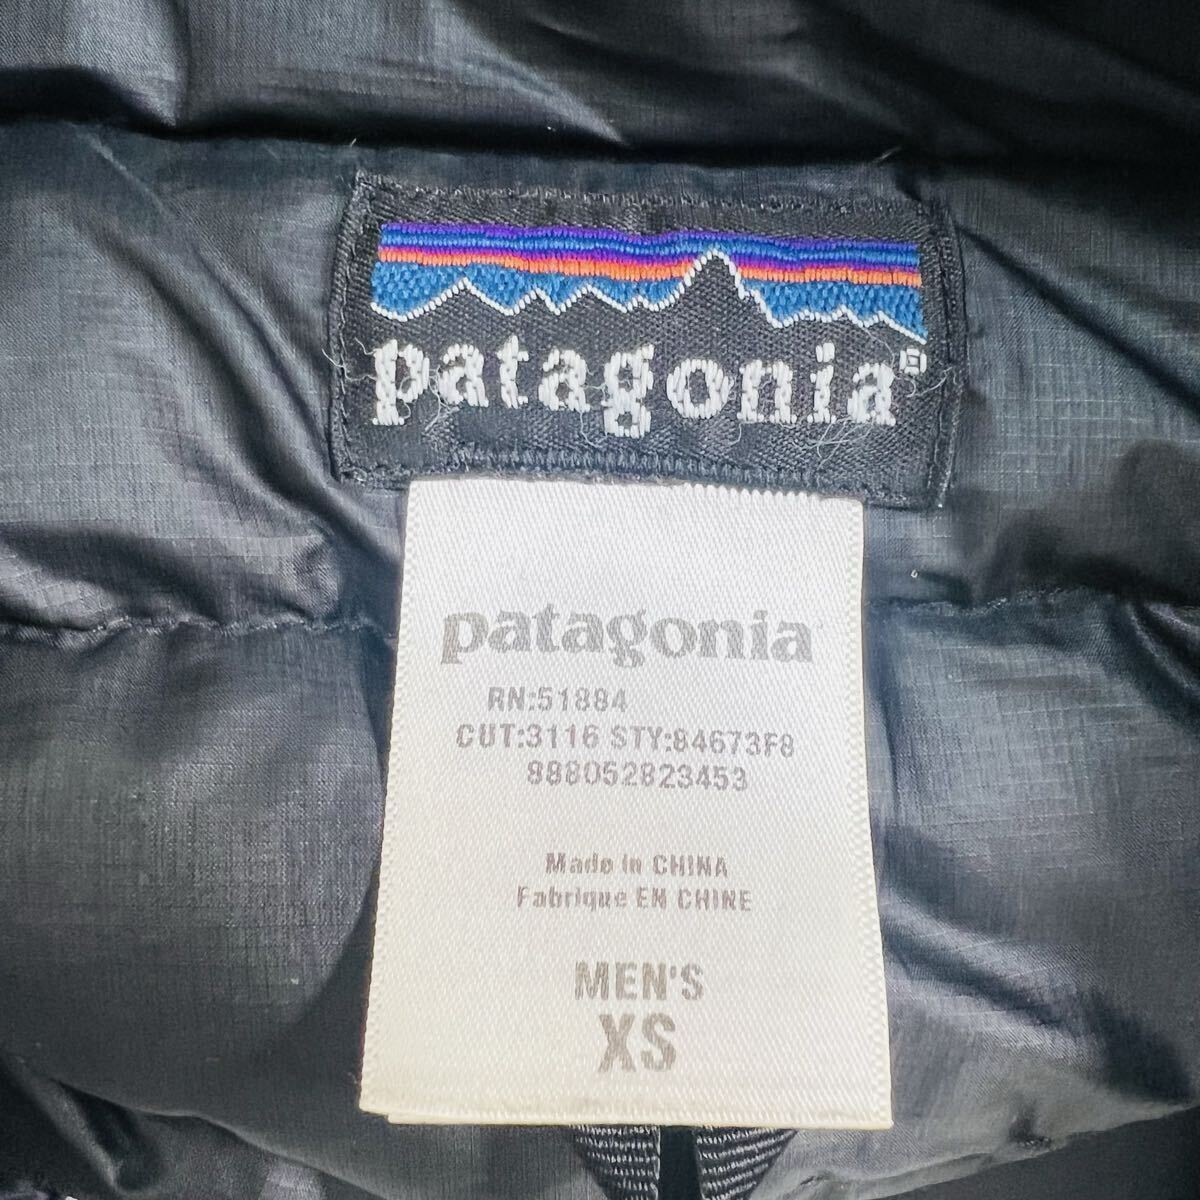 patagonia®
patagonia
RN:51884
CUT:3116 STY:84673F8
888052823453
Made in CHINA
Fabrique EN CHINE
MEN'S
XS